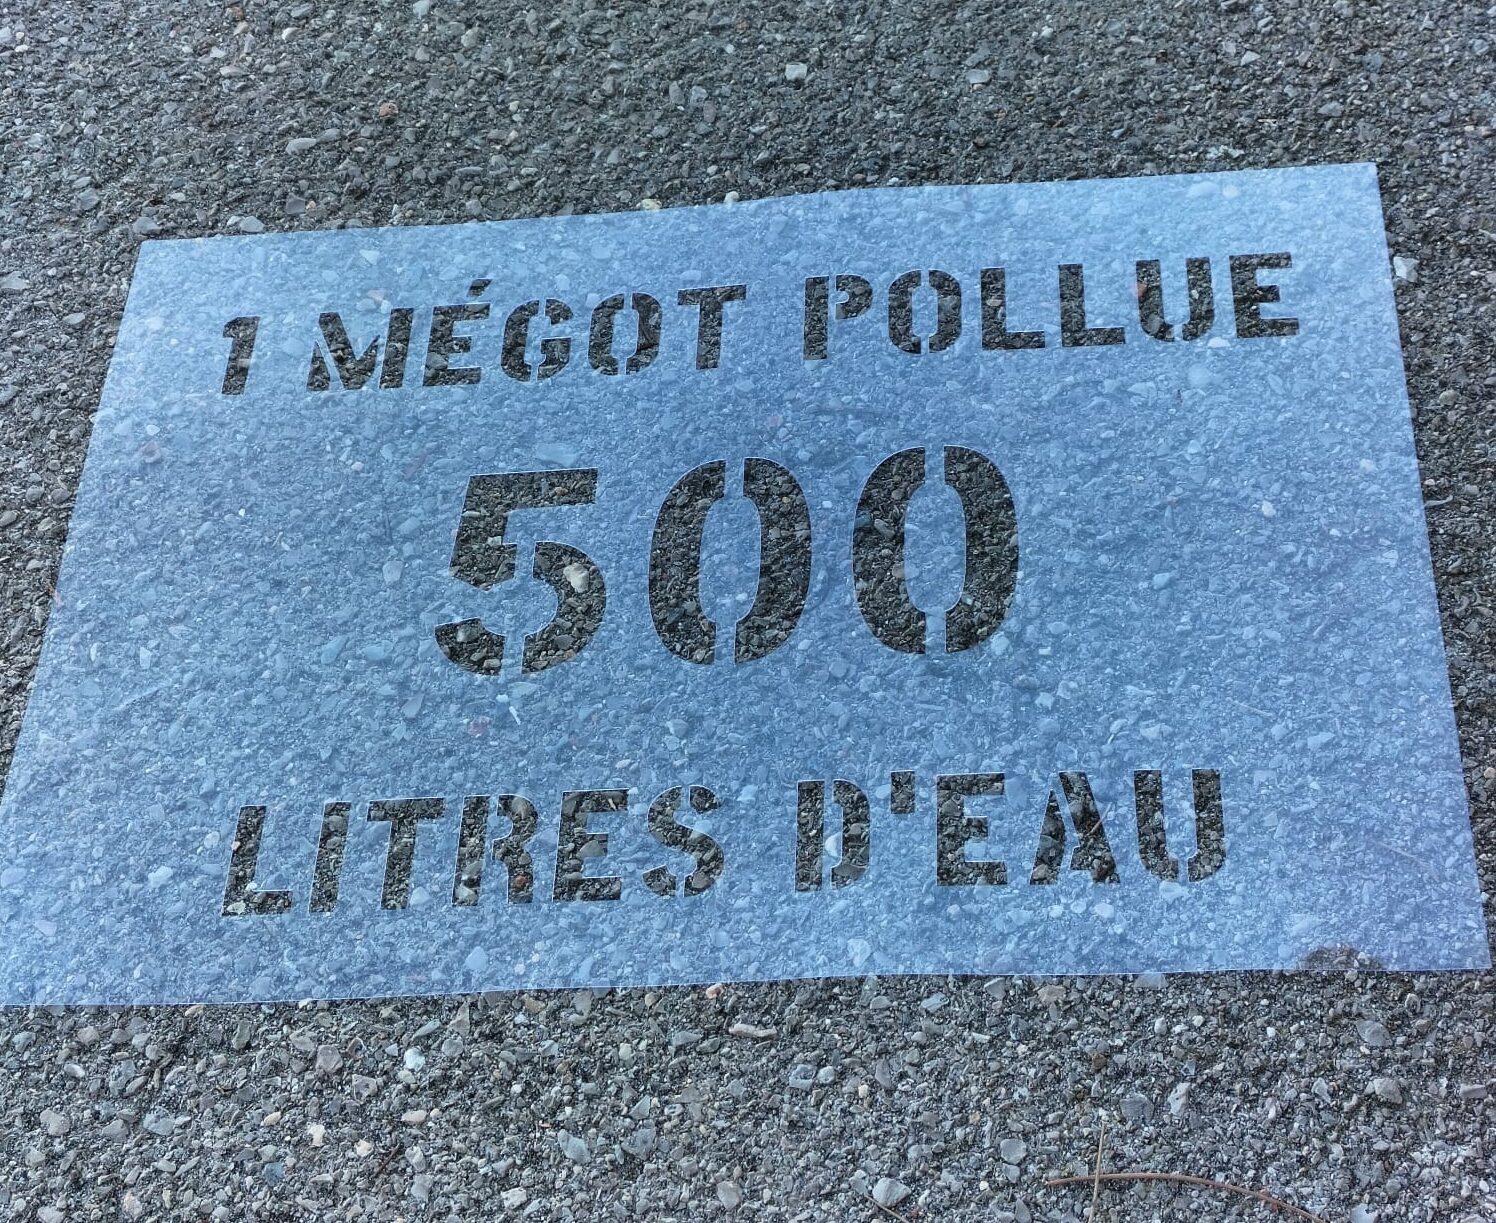 1 MÉGOT POLLUE
500
LITRES D'EAU